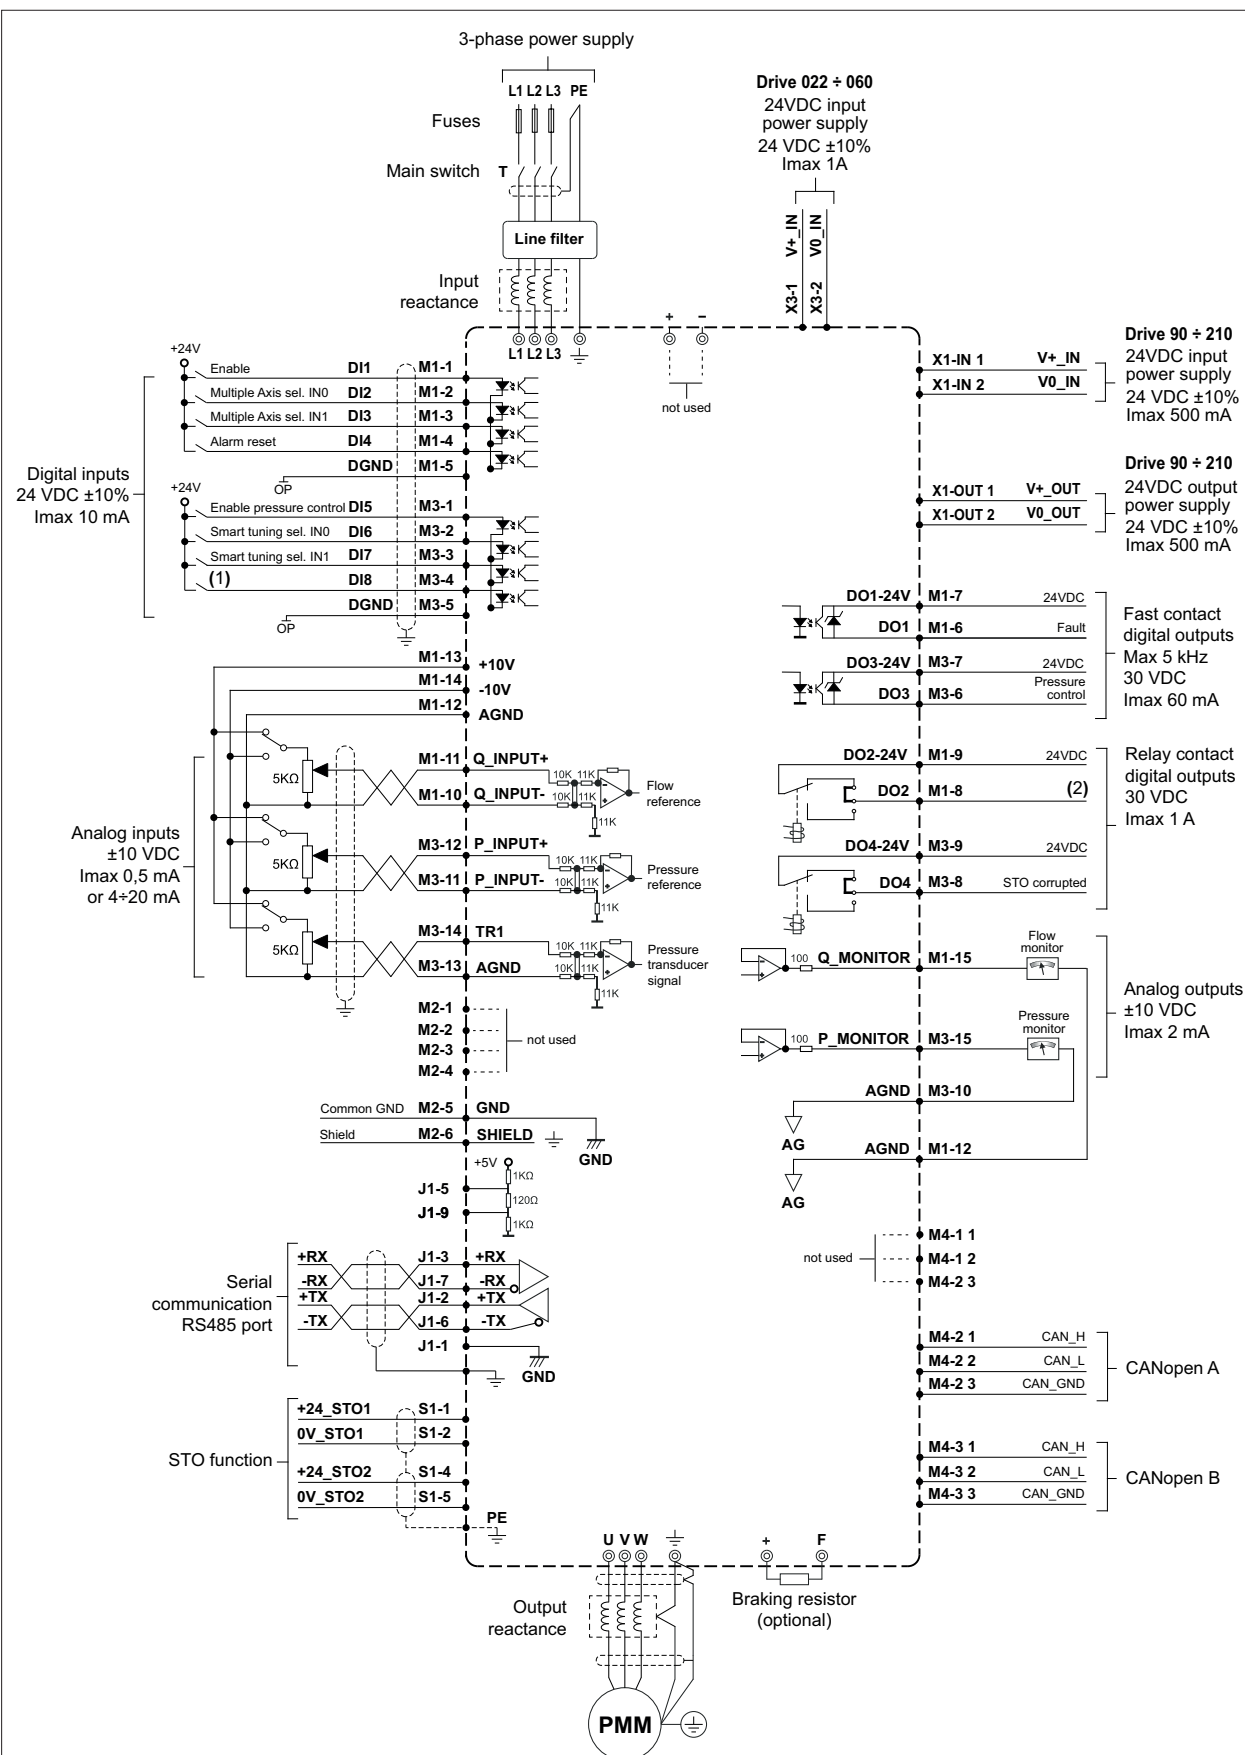 3-phase power supply
L1 L2 L3 PE
Fuses
Main switch T
Line filter
Input
reactance
L1 L2 L3
Drive 022 ÷ 060
24VDC input
power supply
24 VDC ±10%
Imax 1A
V+_IN
V0_IN
X3-1
X3-2
+ −
not used
Digital inputs
24 VDC ±10%
Imax 10 mA
+24V
Enable DI1 M1-1
Multiple Axis sel. IN0 DI2 M1-2
Multiple Axis sel. IN1 DI3 M1-3
Alarm reset DI4 M1-4
DGND M1-5
OP
+24V
Enable pressure control DI5 M3-1
Smart tuning sel. IN0 DI6 M3-2
Smart tuning sel. IN1 DI7 M3-3
(1) DI8 M3-4
DGND M3-5
OP
M1-13 +10V
M1-14 -10V
M1-12 AGND
Analog inputs
±10 VDC
Imax 0,5 mA
or 4÷20 mA
5KΩ
M1-11 Q_INPUT+
M1-10 Q_INPUT-
10K 11K
10K 11K
11K
Flow
reference
5KΩ
M3-12 P_INPUT+
M3-11 P_INPUT-
10K 11K
10K 11K
11K
Pressure
reference
5KΩ
M3-14 TR1
M3-13 AGND
10K 11K
10K 11K
11K
Pressure
transducer
signal
M2-1
M2-2
M2-3
M2-4
not used
Common GND M2-5 GND
Shield M2-6 SHIELD
GND
+5V
1KΩ
J1-5
120Ω
J1-9
1KΩ
Serial
communication
RS485 port
+RX J1-3 +RX
-RX J1-7 -RX
+TX J1-2 +TX
-TX J1-6 -TX
J1-1
GND
STO function
+24_STO1 S1-1
0V_STO1 S1-2
+24_STO2 S1-4
0V_STO2 S1-5
PE
X1-IN 1 V+_IN
X1-IN 2 V0_IN
Drive 90 ÷ 210
24VDC input
power supply
24 VDC ±10%
Imax 500 mA
X1-OUT 1 V+_OUT
X1-OUT 2 V0_OUT
Drive 90 ÷ 210
24VDC output
power supply
24 VDC ±10%
Imax 500 mA
DO1-24V M1-7 24VDC
DO1 M1-6 Fault
DO3-24V M3-7 24VDC
DO3 M3-6 Pressure
control
Fast contact
digital outputs
Max 5 kHz
30 VDC
Imax 60 mA
DO2-24V M1-9 24VDC
DO2 M1-8 (2)
DO4-24V M3-9 24VDC
DO4 M3-8 STO corrupted
Relay contact
digital outputs
30 VDC
Imax 1 A
Flow
monitor
100 Q_MONITOR M1-15
Pressure
monitor
100 P_MONITOR M3-15
AGND M3-10
AG
AGND M1-12
AG
Analog outputs
±10 VDC
Imax 2 mA
not used
M4-1 1
M4-1 2
M4-2 3
M4-2 1 CAN_H
M4-2 2 CAN_L
M4-2 3 CAN_GND
CANopen A
M4-3 1 CAN_H
M4-3 2 CAN_L
M4-3 3 CAN_GND
CANopen B
U V W
+ F
Output
reactance
Braking resistor
(optional)
PMM